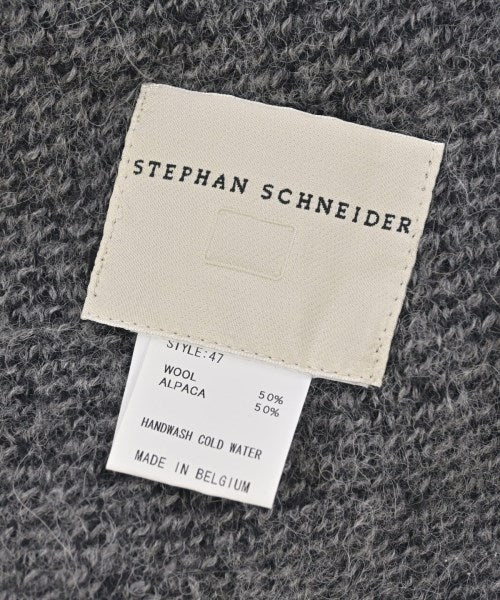 STEPHAN SCHNEIDER
STYLE:47
WOOL 50%
ALPACA 50%
HANDWASH COLD WATER
MADE IN BELGIUM